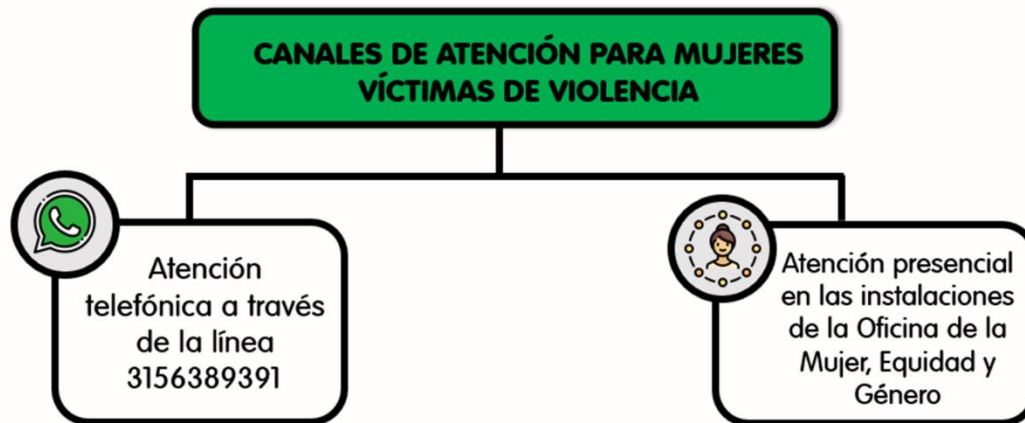 CANALES DE ATENCIÓN PARA MUJERES
VÍCTIMAS DE VIOLENCIA
Atención
telefónica a través
de la línea
3156389391
Atención presencial
en las instalaciones
de la Oficina de la
Mujer, Equidad y
Género